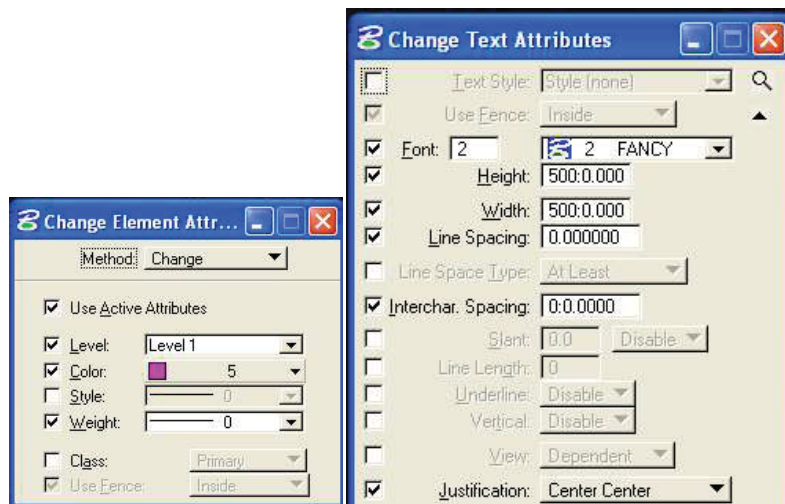 Change Element Attr...
Method: Change
Use Active Attributes
Level: Level 1
Color: 5
Style: 0
Weight: 0
Class: Primary
Use Fence: Inside
Change Text Attributes
Text Style: Style (none)
Use Fence: Inside
Font: 2 2 FANCY
Height: 500:0.000
Width: 500:0.000
Line Spacing: 0.000000
Line Space Type: At Least
Interchar. Spacing: 0:0.0000
Slant: 0.0 Disable
Line Length: 0
Underline: Disable
Vertical: Disable
View: Dependent
Justification: Center Center